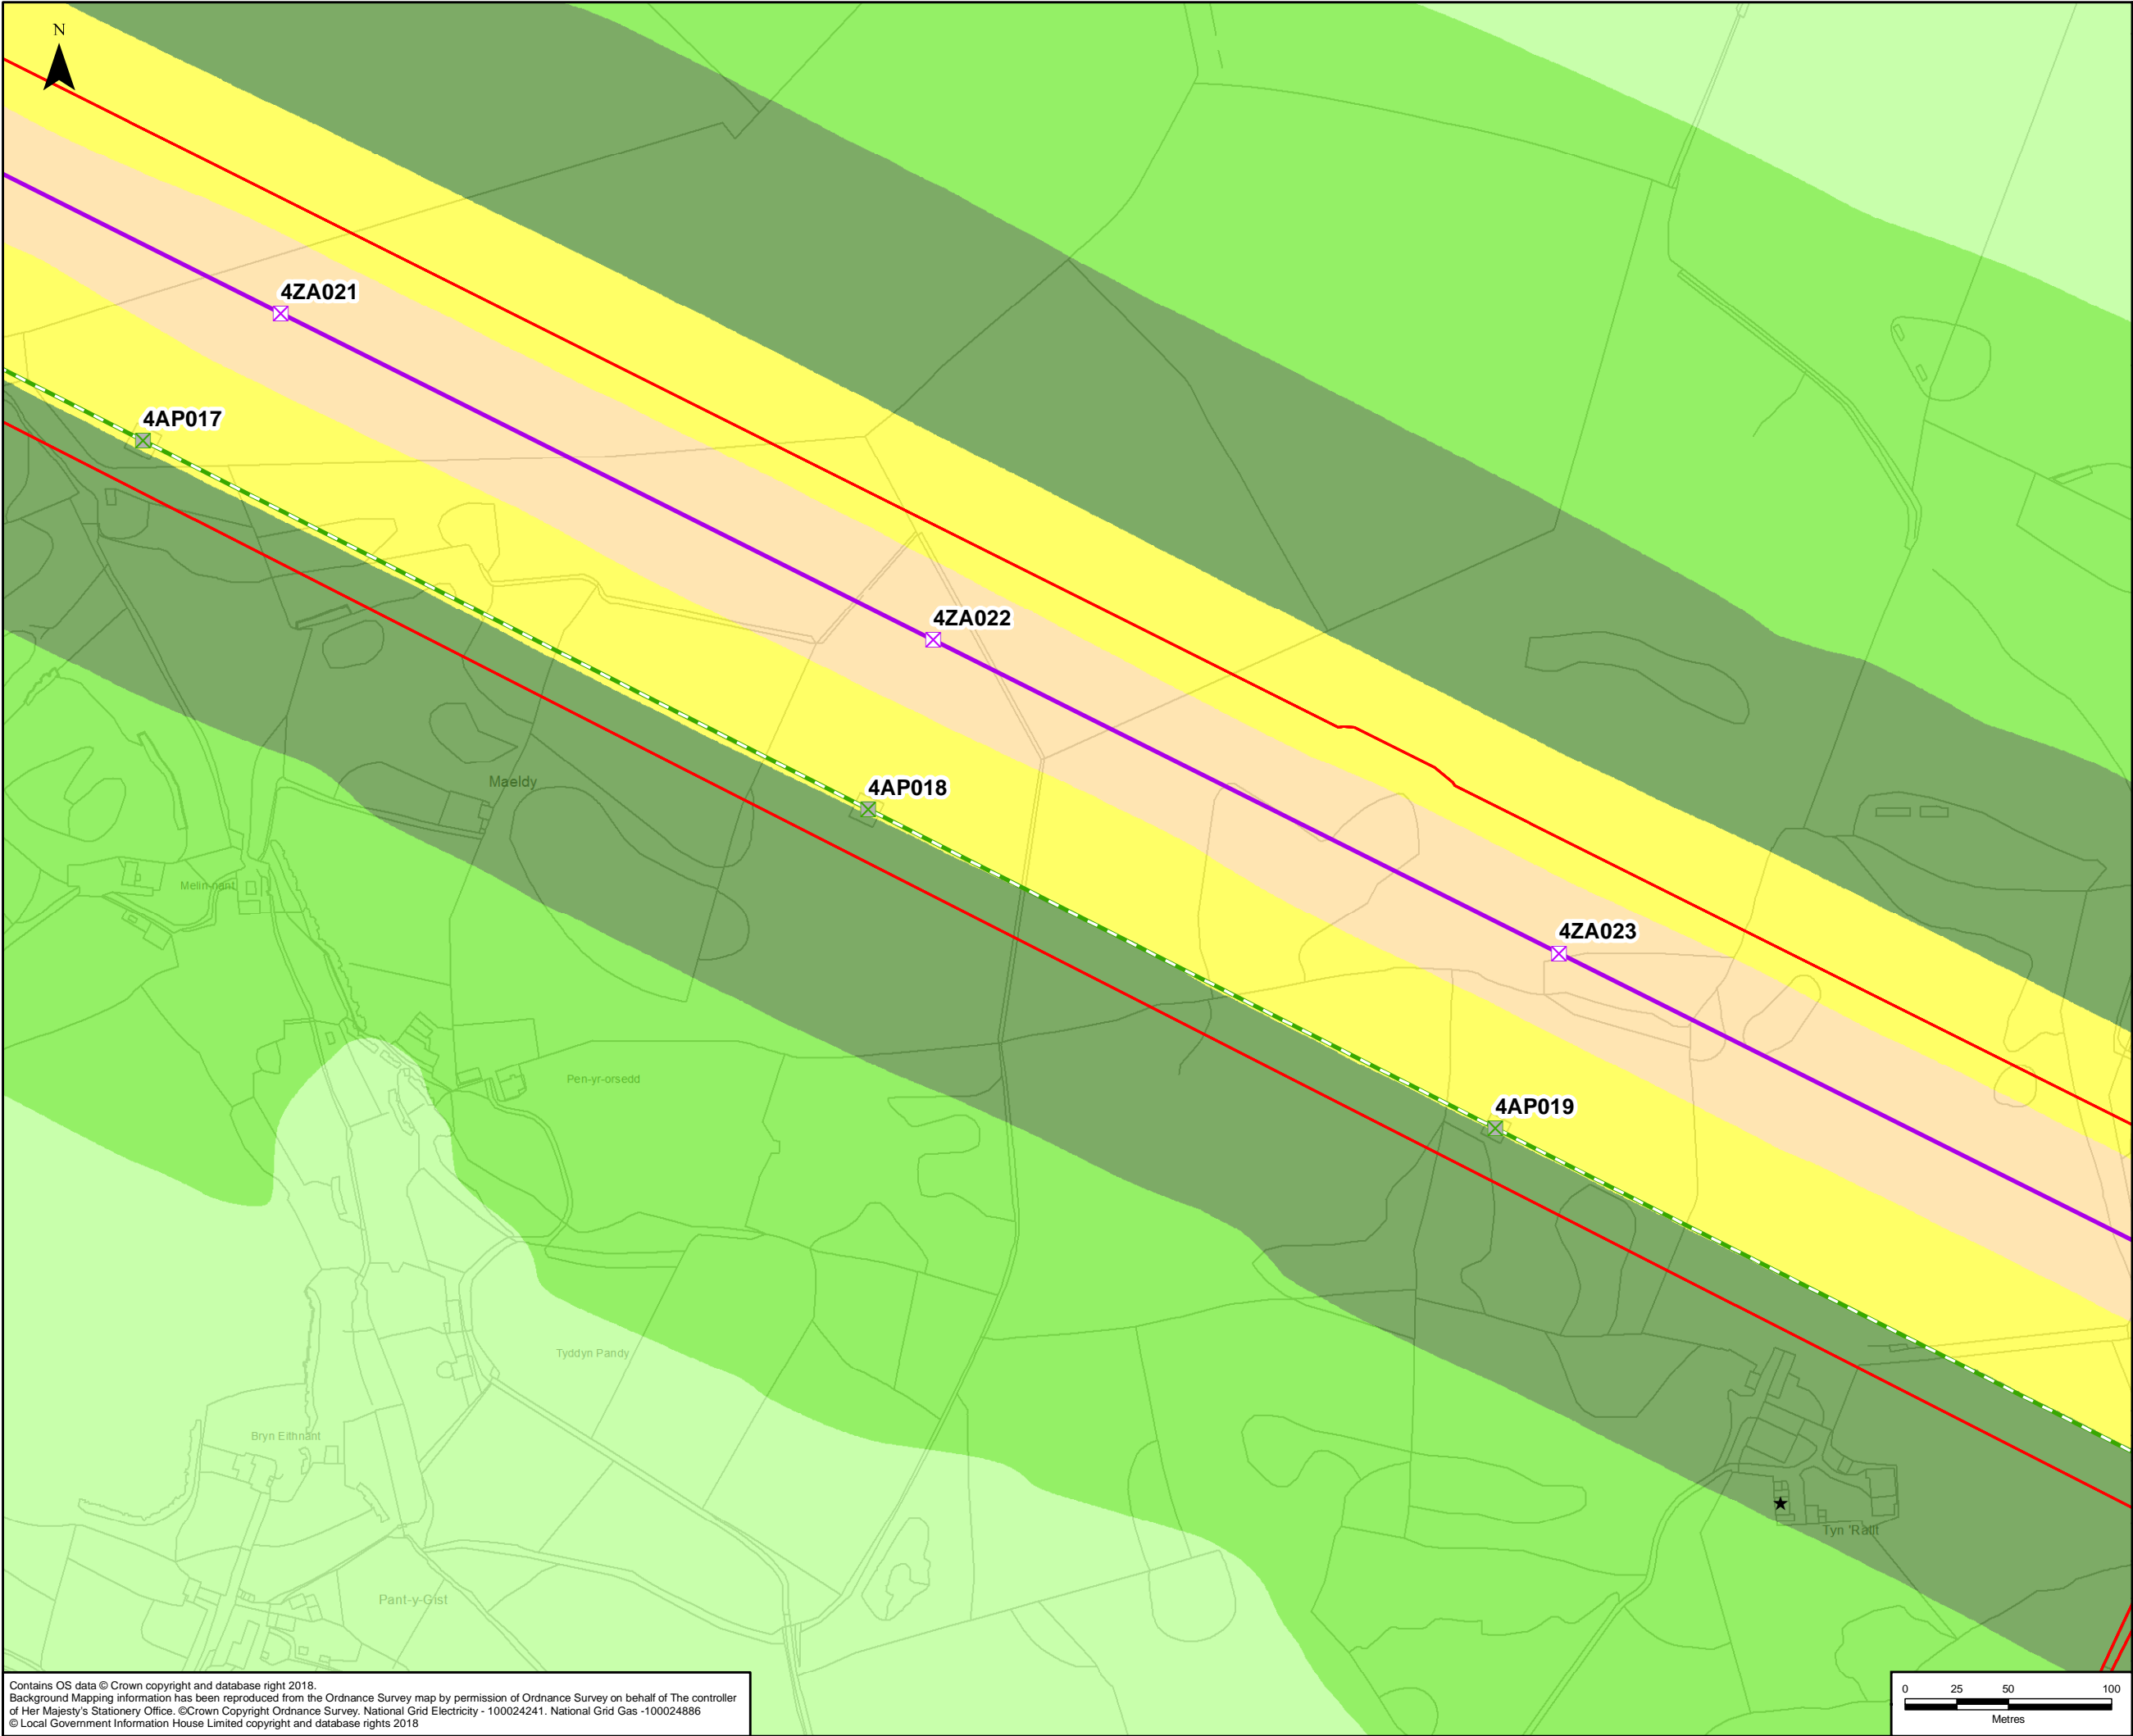 N
4ZA021
4AP017
4ZA022
Maeldy
4AP018
Melin-nant
4ZA023
Pen-yr-orsedd
4AP019
Tyddyn Pandy
Bryn Eithnant
Tyn 'Rallt
Pant-y-Gist
Contains OS data © Crown copyright and database right 2018.
Background Mapping information has been reproduced from the Ordnance Survey map by permission of Ordnance Survey on behalf of The controller
of Her Majesty's Stationery Office. ©Crown Copyright Ordnance Survey. National Grid Electricity - 100024241. National Grid Gas -100024886
© Local Government Information House Limited copyright and database rights 2018
0 25 50 100
Metres